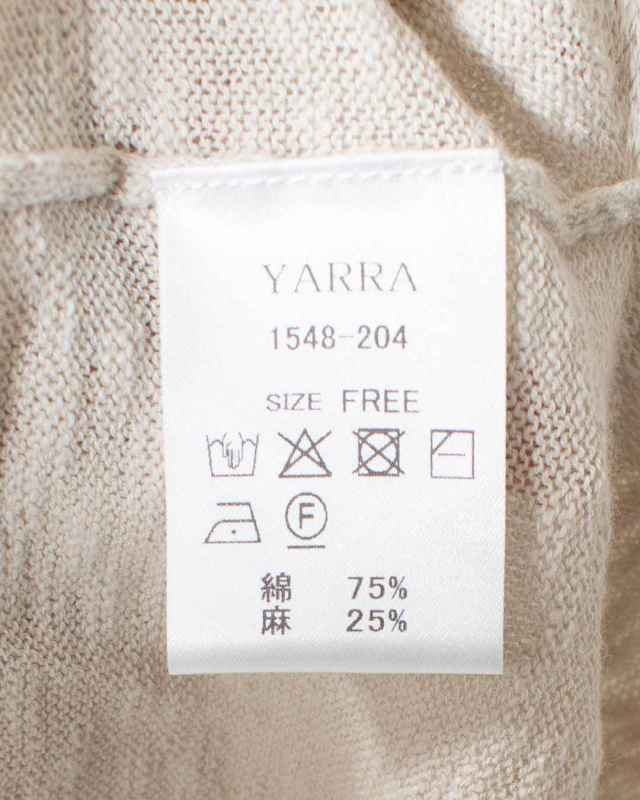 YARRA
1548-204
SIZE FREE
F
綿 75%
麻 25%